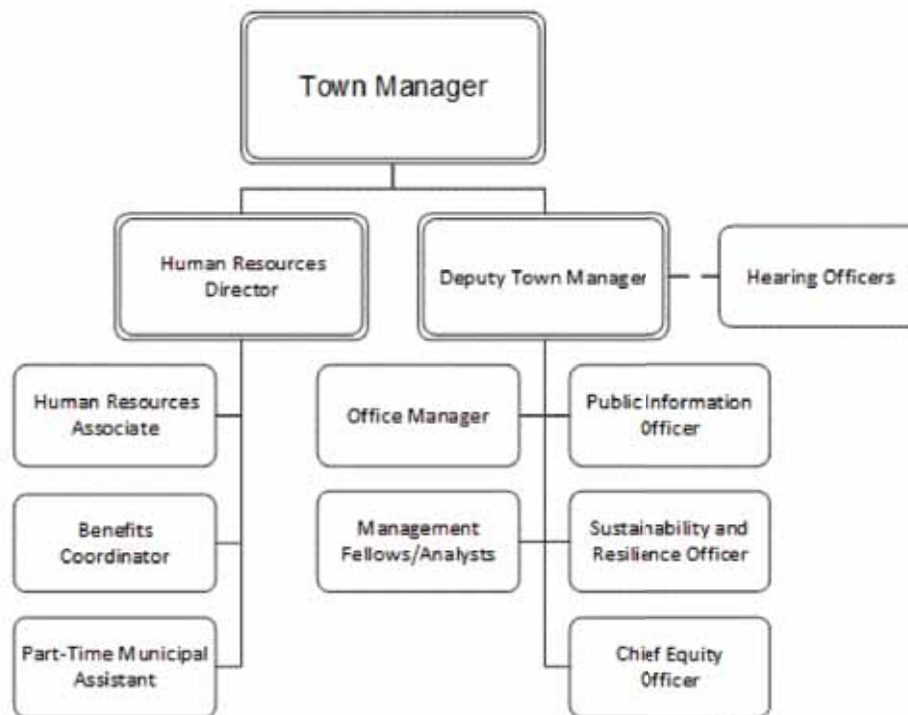 Town Manager
Human Resources
Director
Deputy Town Manager
Hearing Officers
Human Resources
Associate
Office Manager
Public Information
Officer
Benefits
Coordinator
Management
Fellows/Analysts
Sustainability and
Resilience Officer
Part-Time Municipal
Assistant
Chief Equity
Officer